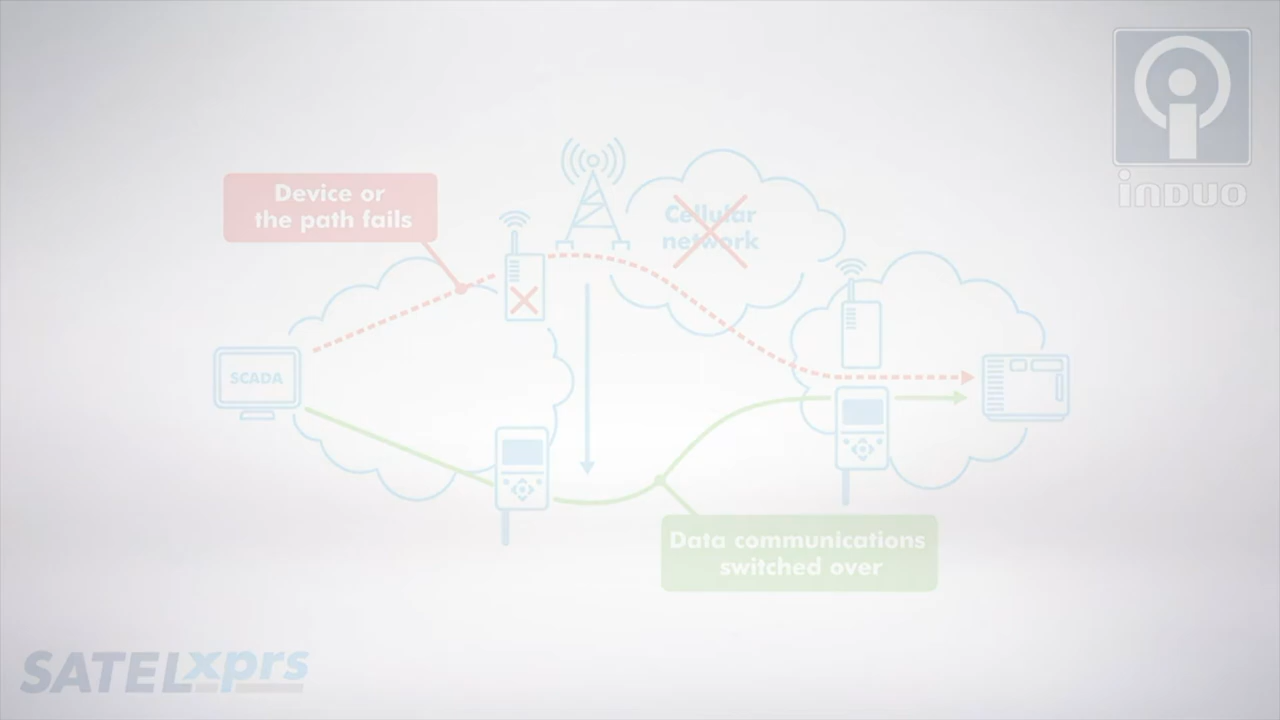 inDUO
Device or
the path fails
Cellular
network
SCADA
Data communications
switched over
SATELxprs